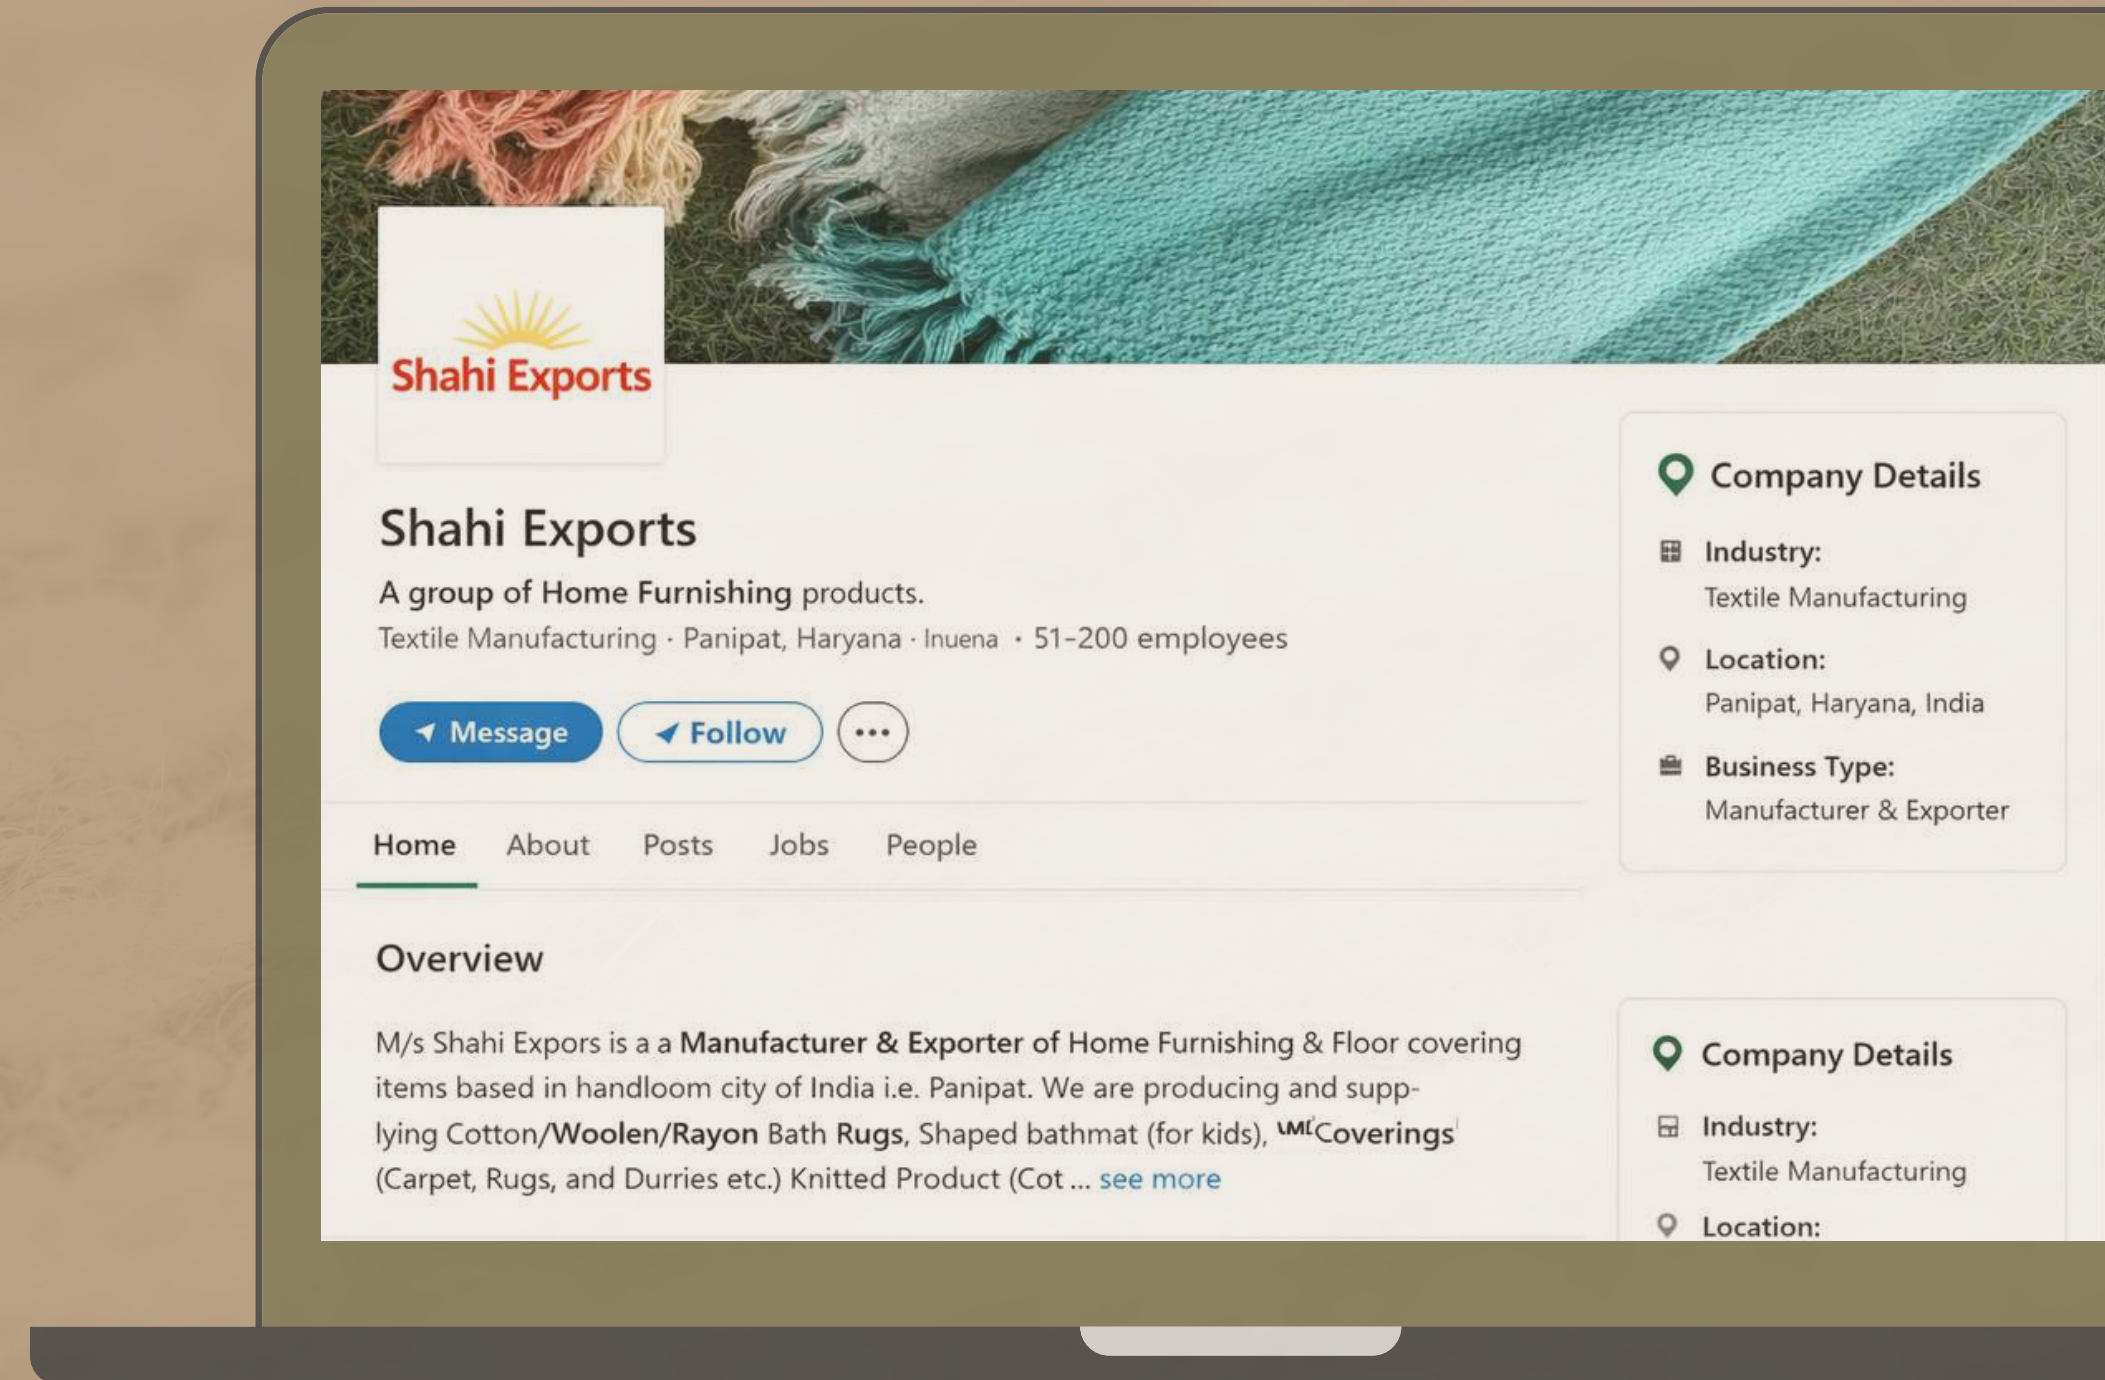 Shahi Exports
Shahi Exports
A group of Home Furnishing products.
Textile Manufacturing · Panipat, Haryana · Inuena · 51-200 employees
Message
Follow
Home
About
Posts
Jobs
People
Overview
M/s Shahi Expors is a a Manufacturer & Exporter of Home Furnishing & Floor covering
items based in handloom city of India i.e. Panipat. We are producing and supp-
lying Cotton/Woolen/Rayon Bath Rugs, Shaped bathmat (for kids), Coverings
(Carpet, Rugs, and Durries etc.) Knitted Product (Cot ... see more
Company Details
Industry:
Textile Manufacturing
Location:
Panipat, Haryana, India
Business Type:
Manufacturer & Exporter
Company Details
Industry:
Textile Manufacturing
Location: